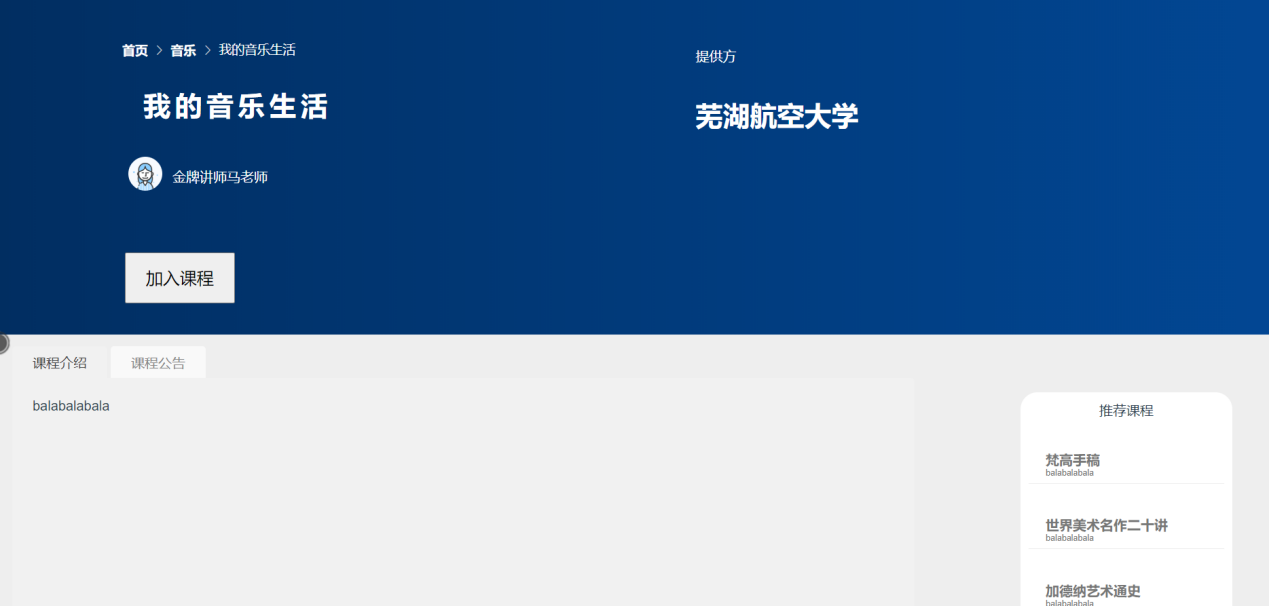 首页 > 音乐 > 我的音乐生活
我的音乐生活
金牌讲师马老师
加入课程
提供方
芜湖航空大学
课程介绍
课程公告
balabalabala
推荐课程
梵高手稿
balabalabala
世界美术名作二十讲
balabalabala
加德纳艺术通史
balabalabala